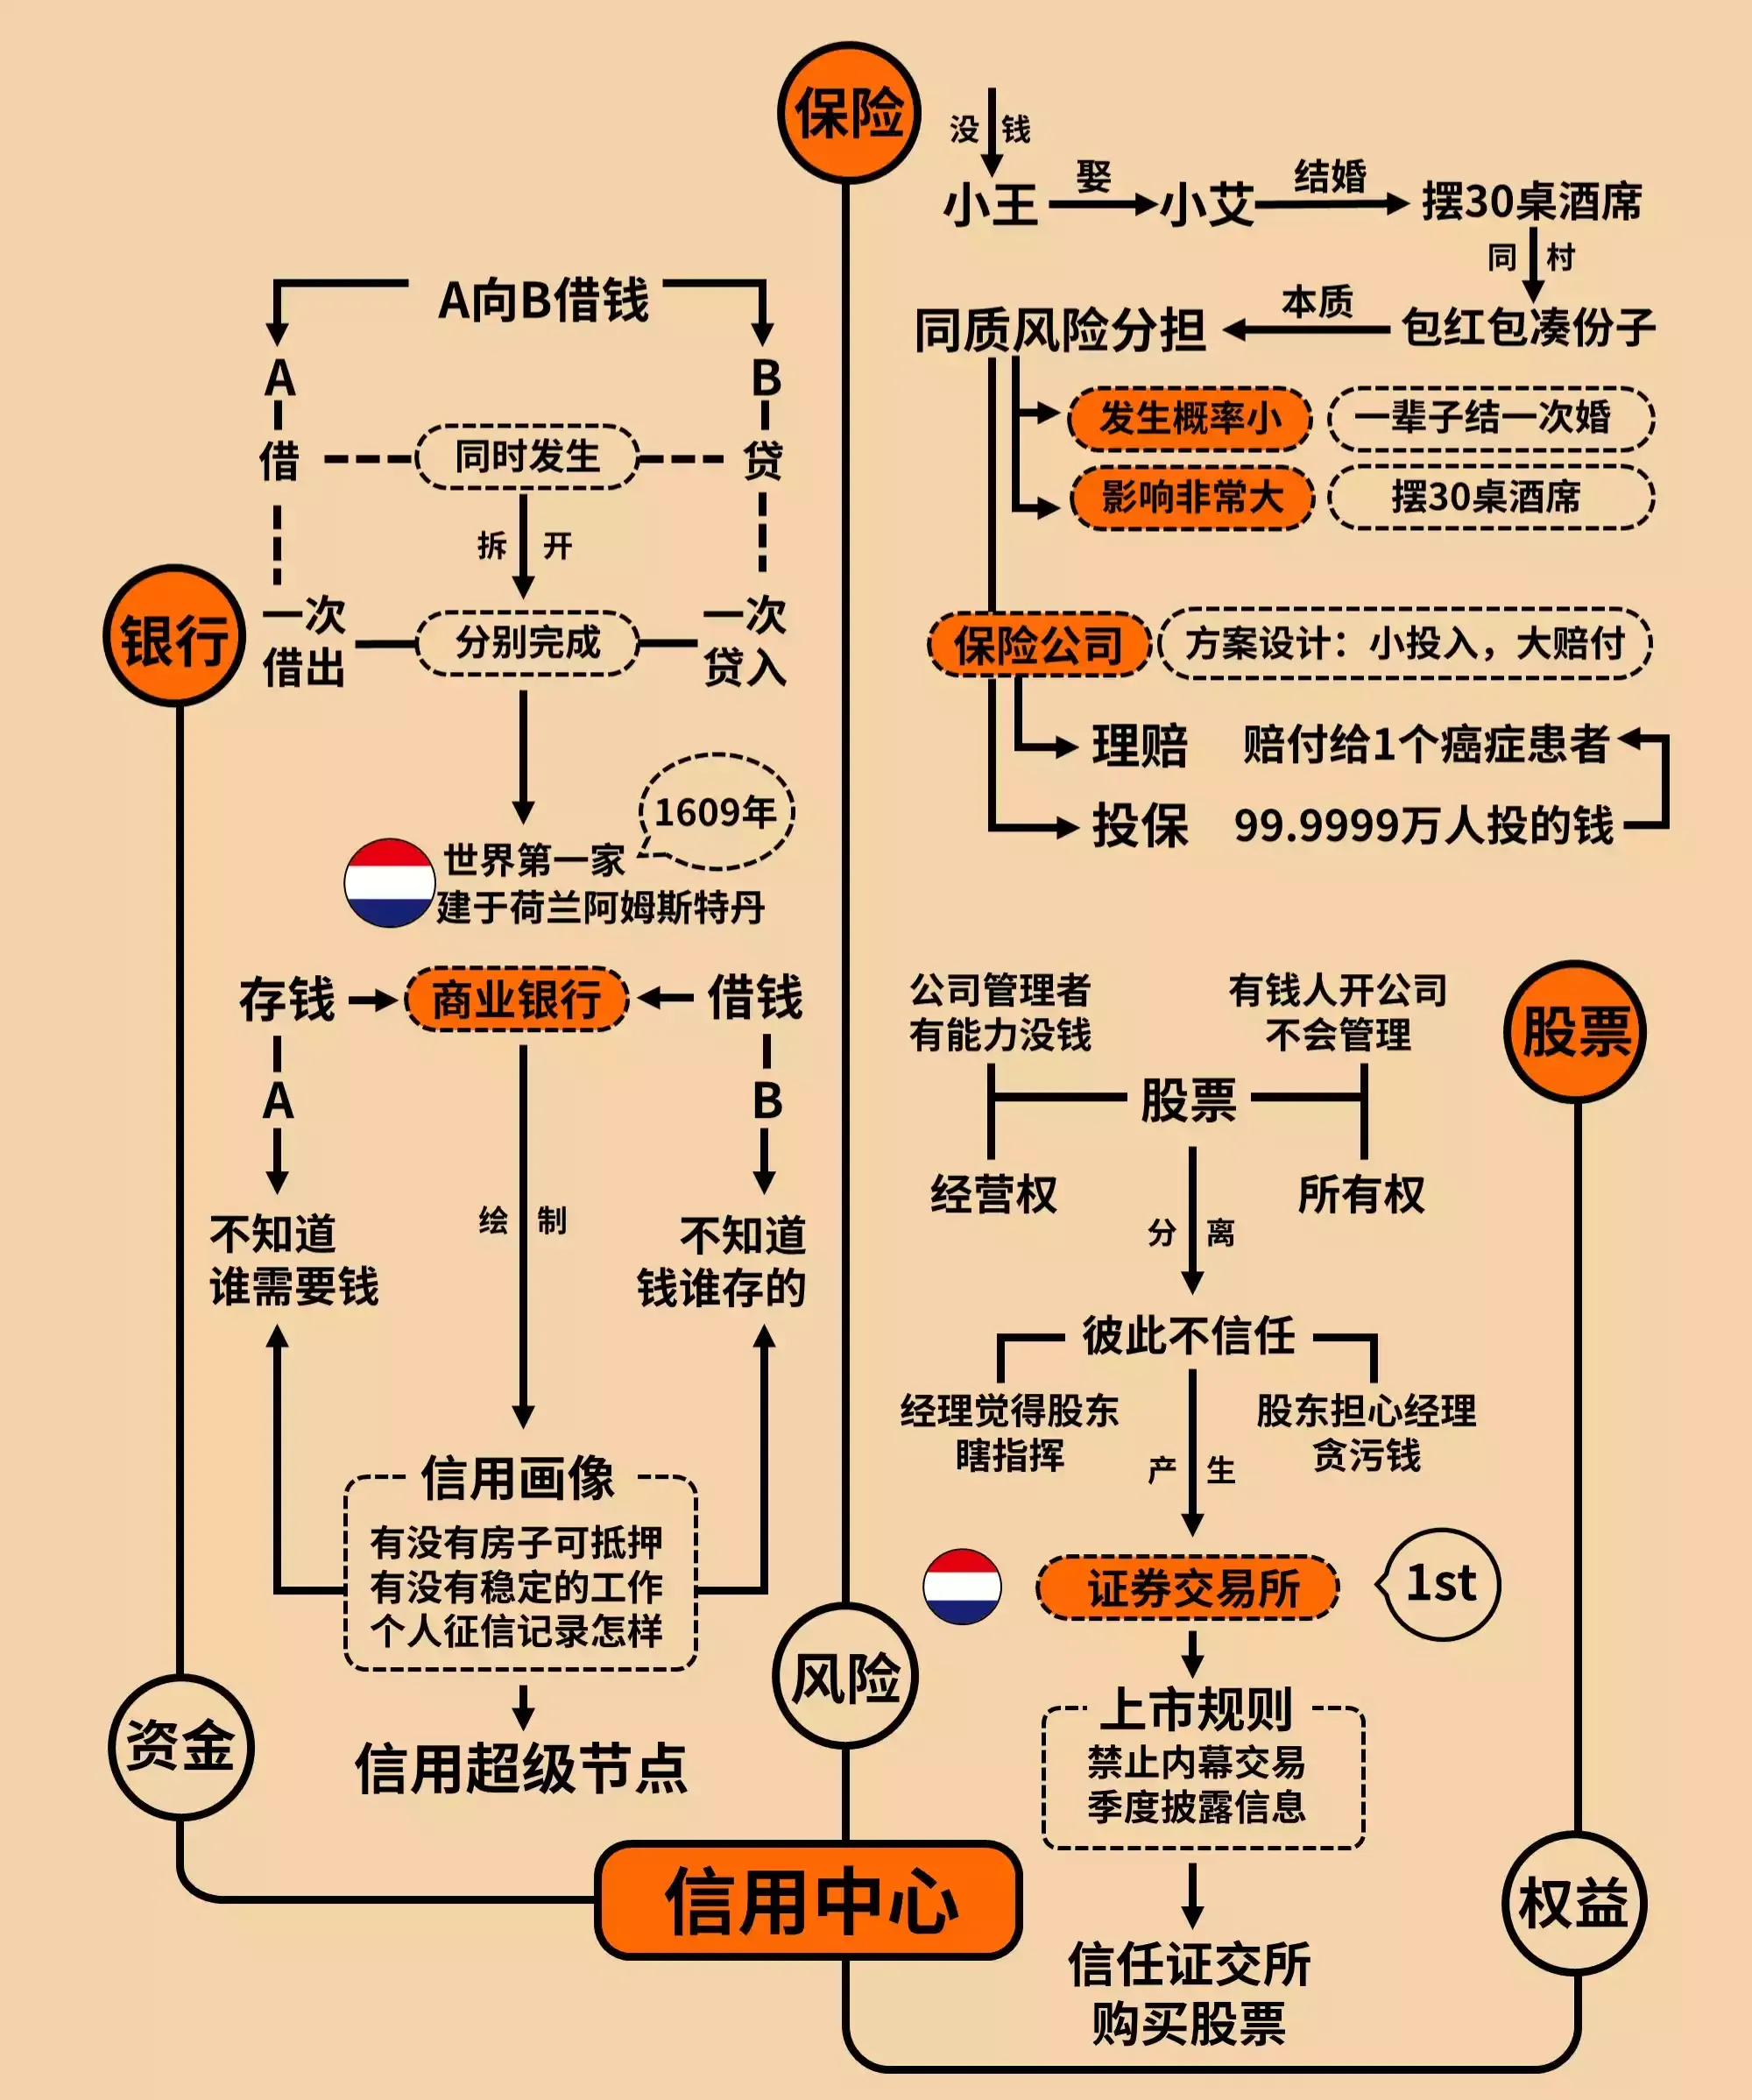 保险
没 钱
小王
娶
小艾
结婚
摆30桌酒席
同 村
包红包凑份子
本质
同质风险分担
发生概率小
一辈子结一次婚
影响非常大
摆30桌酒席
保险公司
方案设计：小投入，大赔付
理赔
赔付给1个癌症患者
投保
99.9999万人投的钱
风险
银行
A向B借钱
A
B
借
同时发生
贷
拆 开
一次
借出
分别完成
一次
贷入
1609年
世界第一家
建于荷兰阿姆斯特丹
存钱
商业银行
借钱
A
B
不知道
谁需要钱
绘 制
不知道
钱谁存的
信用画像
有没有房子可抵押
有没有稳定的工作
个人征信记录怎样
信用超级节点
资金
股票
公司管理者
有能力没钱
有钱人开公司
不会管理
股票
经营权
所有权
分 离
彼此不信任
经理觉得股东
瞎指挥
股东担心经理
贪污钱
产 生
证券交易所
1st
上市规则
禁止内幕交易
季度披露信息
信任证交所
购买股票
权益
信用中心